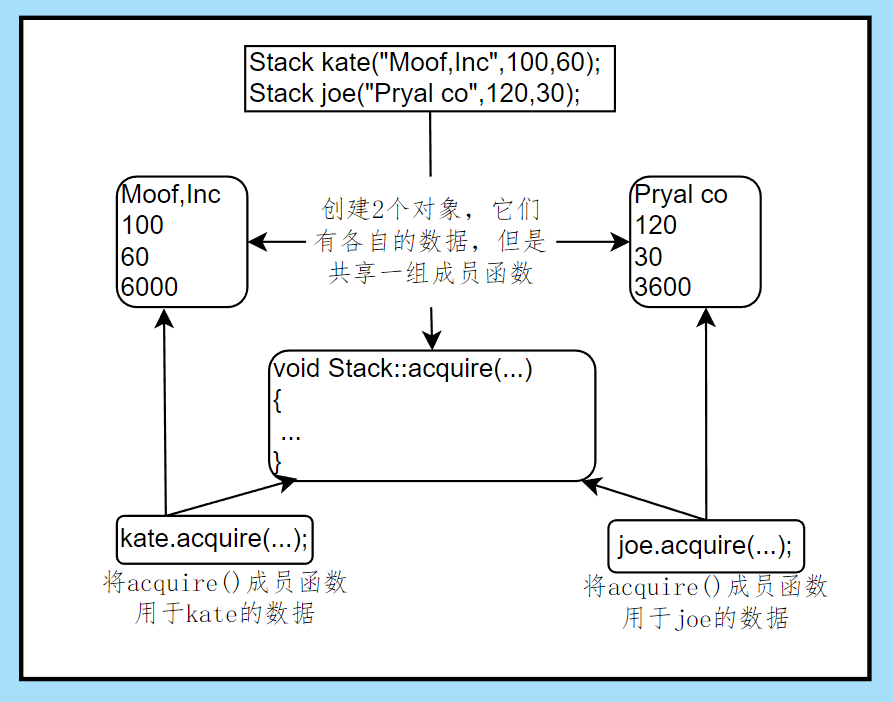 Stack kate("Moof,Inc",100,60);
Stack joe("Pryal co",120,30);
Moof,Inc
100
60
6000
创建2个对象，它们
有各自的数据，但是
共享一组成员函数
Pryal co
120
30
3600
void Stack::acquire(...)
{
...
}
kate.acquire(...);
将acquire()成员函数
用于kate的数据
joe.acquire(...);
将acquire()成员函数
用于joe的数据